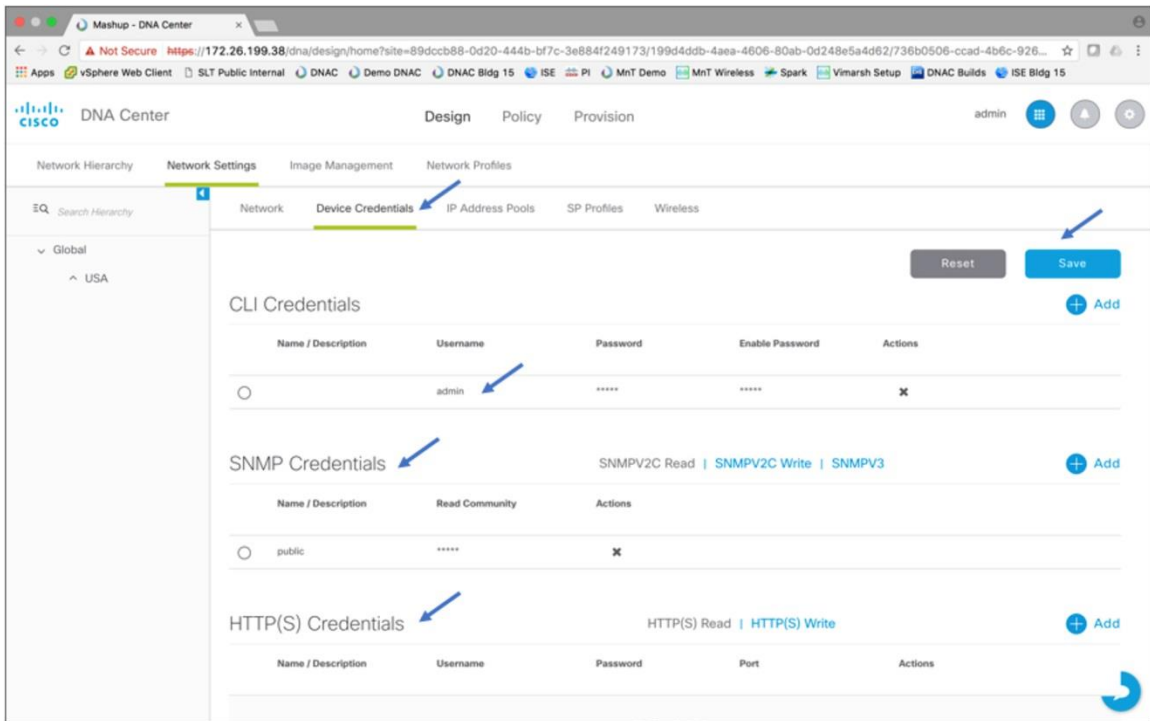 Mashup - DNA Center
Not Secure https://172.26.199.38/dna/design/home?site=89dccb88-0d20-444b-bf7c-3e884f249173/199d4ddb-4aea-4606-80ab-0d248e5a4d62/736b0506-ccad-4b6c-926...
Apps vSphere Web Client SLT Public Internal DNAC Demo DNAC DNAC Bldg 15 ISE PI MnT Demo MnT Wireless Spark Vimarsh Setup DNAC Builds ISE Bldg 15
CISCO DNA Center Design Policy Provision admin
Network Hierarchy Network Settings Image Management Network Profiles
Search Hierarchy Network Device Credentials IP Address Pools SP Profiles Wireless
Global
USA
Reset Save
CLI Credentials Add
Name / Description Username Password Enable Password Actions
admin ***** *****
SNMP Credentials SNMPV2C Read | SNMPV2C Write | SNMPV3 Add
Name / Description Read Community Actions
public *****
HTTP(S) Credentials HTTP(S) Read | HTTP(S) Write Add
Name / Description Username Password Port Actions